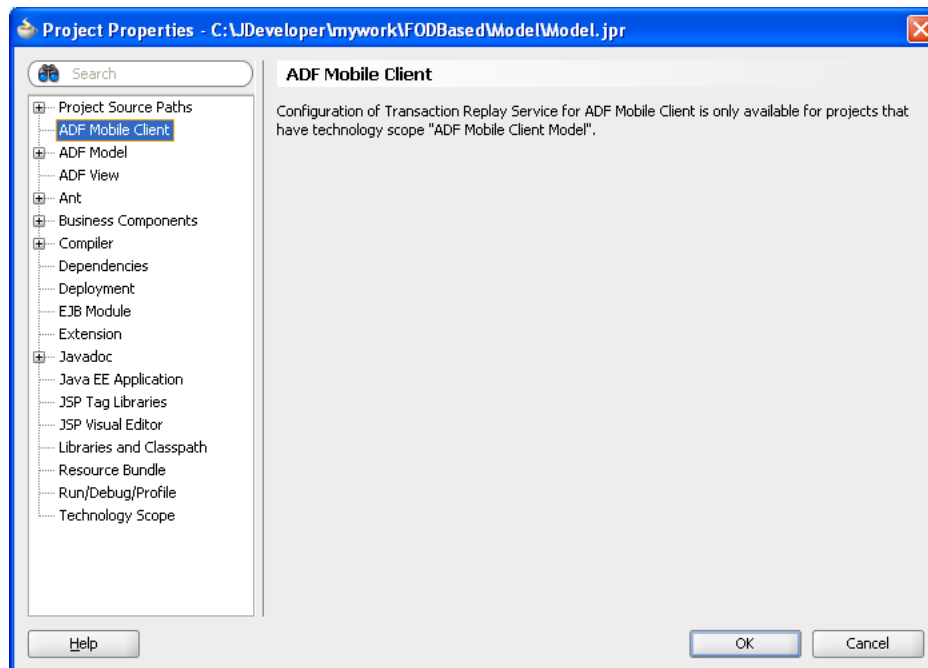 Project Properties - C:\JDeveloper\mywork\FODBased\Model\Model.jpr
Search
Project Source Paths
ADF Mobile Client
ADF Model
ADF View
Ant
Business Components
Compiler
Dependencies
Deployment
EJB Module
Extension
Javadoc
Java EE Application
JSP Tag Libraries
JSP Visual Editor
Libraries and Classpath
Resource Bundle
Run/Debug/Profile
Technology Scope
ADF Mobile Client
Configuration of Transaction Replay Service for ADF Mobile Client is only available for projects that
have technology scope "ADF Mobile Client Model".
Help
OK
Cancel